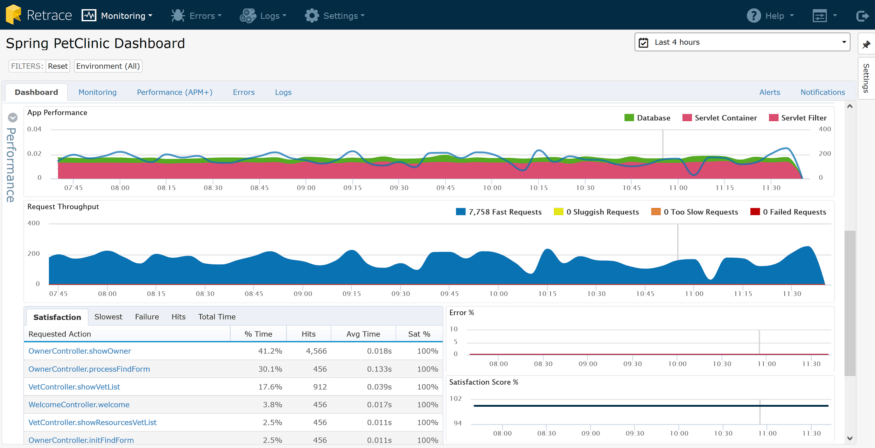 Retrace Monitoring Errors Logs Settings Help
Spring PetClinic Dashboard
Last 4 hours
FILTERS: Reset Environment (All)
Settings
Dashboard Monitoring Performance (APM+) Errors Logs Alerts Notifications
Performance
App Performance
Database Servlet Container Servlet Filter
0.04 400
0.02 200
0 0
07:45 08:00 08:15 08:30 08:45 09:00 09:15 09:30 09:45 10:00 10:15 10:30 10:45 11:00 11:15 11:30
Request Throughput
7,758 Fast Requests 0 Sluggish Requests 0 Too Slow Requests 0 Failed Requests
400
200
0
07:45 08:00 08:15 08:30 08:45 09:00 09:15 09:30 09:45 10:00 10:15 10:30 10:45 11:00 11:15 11:30
Satisfaction Slowest Failure Hits Total Time
Requested Action % Time Hits Avg Time Sat %
OwnerController.showOwner 41.2% 4,566 0.018s 100%
OwnerController.processFindForm 30.1% 456 0.133s 100%
VetController.showVetList 17.6% 912 0.039s 100%
WelcomeController.welcome 3.8% 456 0.017s 100%
VetController.showResourcesVetList 2.5% 456 0.011s 100%
OwnerController.initFindForm 2.5% 456 0.011s 100%
Error %
10
5
0
08:00 08:30 09:00 09:30 10:00 10:30 11:00 11:30
Satisfaction Score %
102
94
08:00 08:30 09:00 09:30 10:00 10:30 11:00 11:30